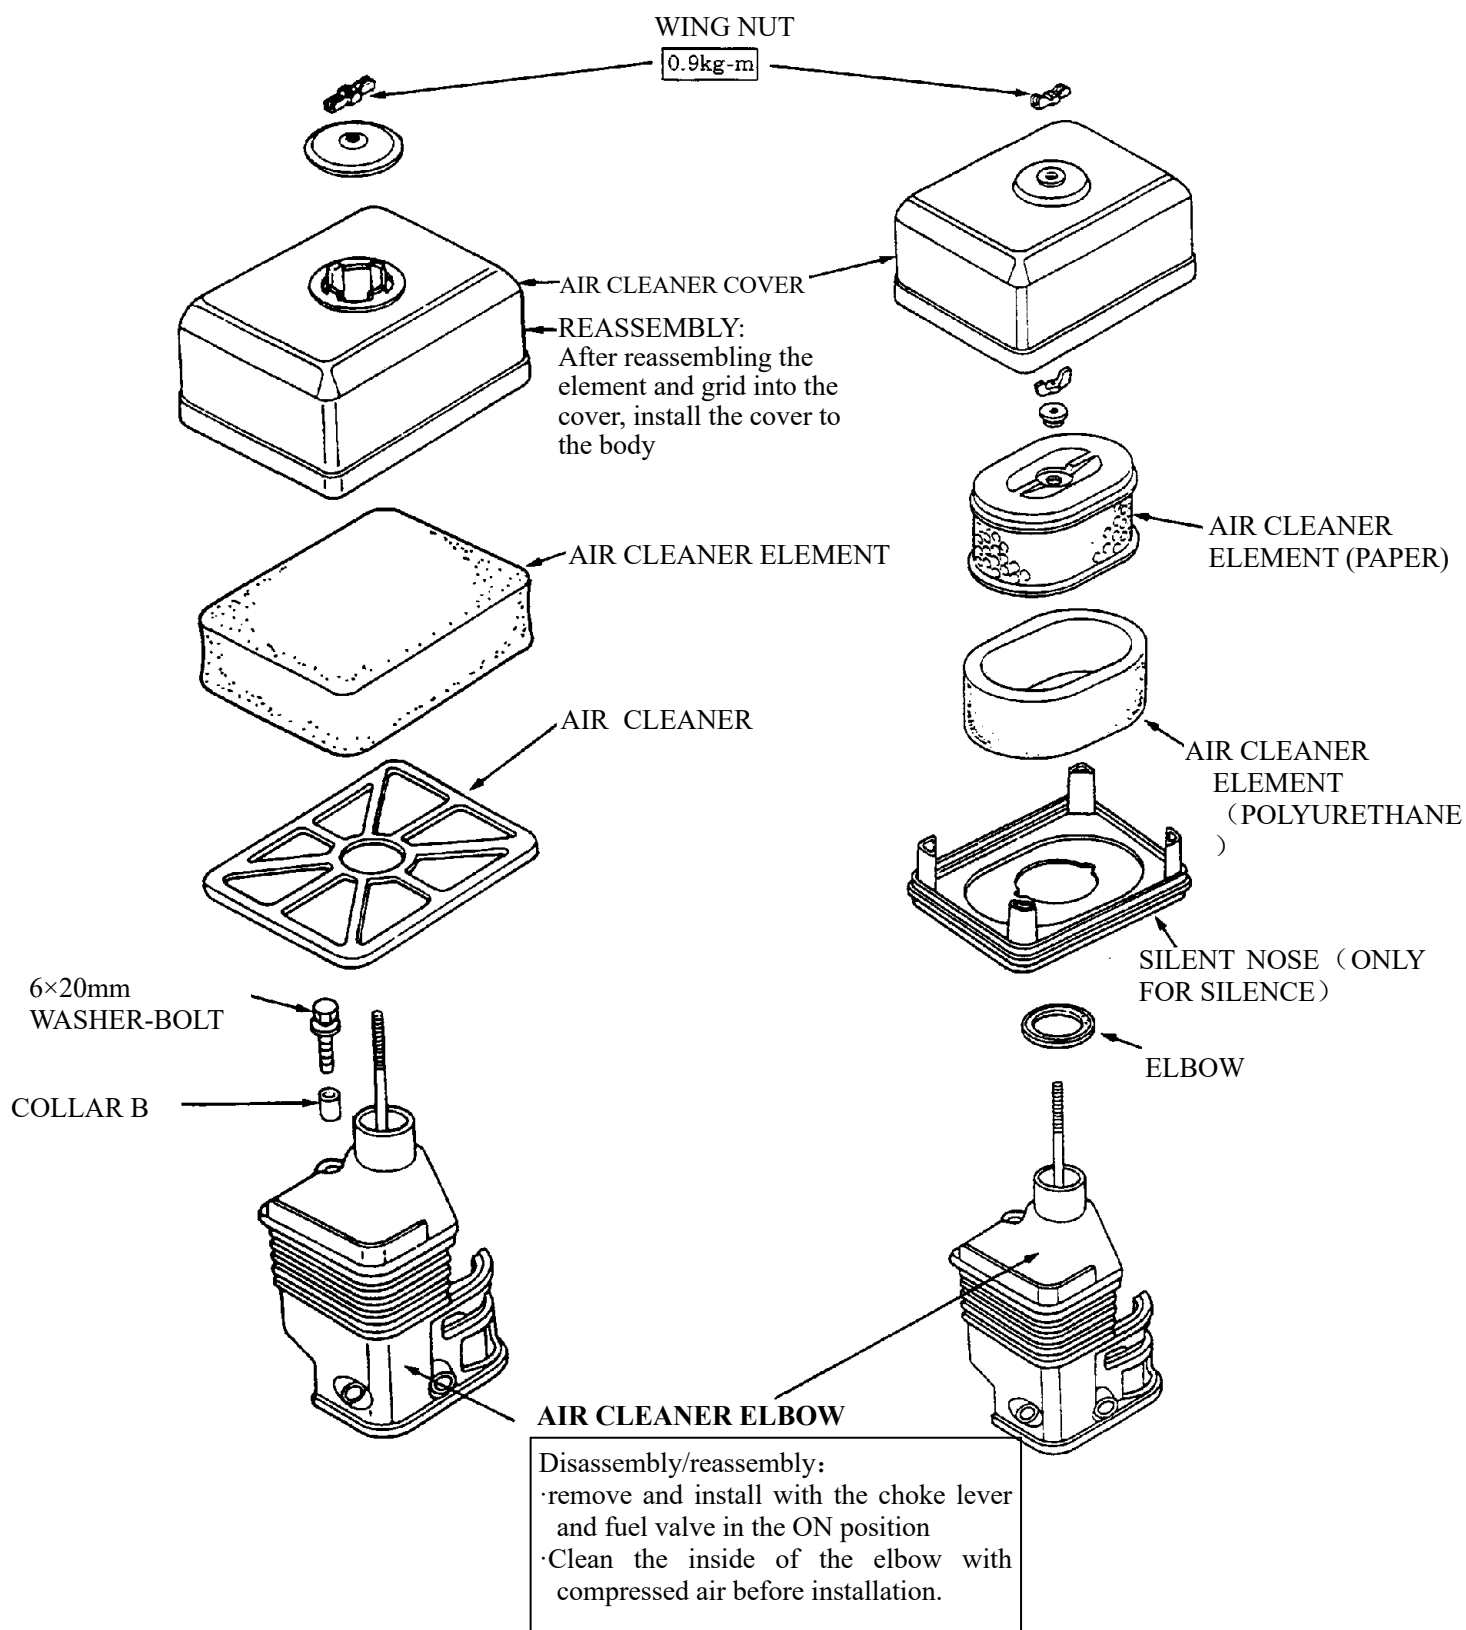 WING NUT
0.9kg-m
AIR CLEANER COVER
REASSEMBLY:
After reassembling the
element and grid into the
cover, install the cover to
the body
AIR CLEANER ELEMENT
AIR CLEANER
ELEMENT (PAPER)
AIR CLEANER
AIR CLEANER
ELEMENT
（POLYURETHANE
）
6×20mm
WASHER-BOLT
SILENT NOSE（ONLY
FOR SILENCE）
ELBOW
COLLAR B
AIR CLEANER ELBOW
Disassembly/reassembly：
·remove and install with the choke lever
and fuel valve in the ON position
·Clean the inside of the elbow with
compressed air before installation.